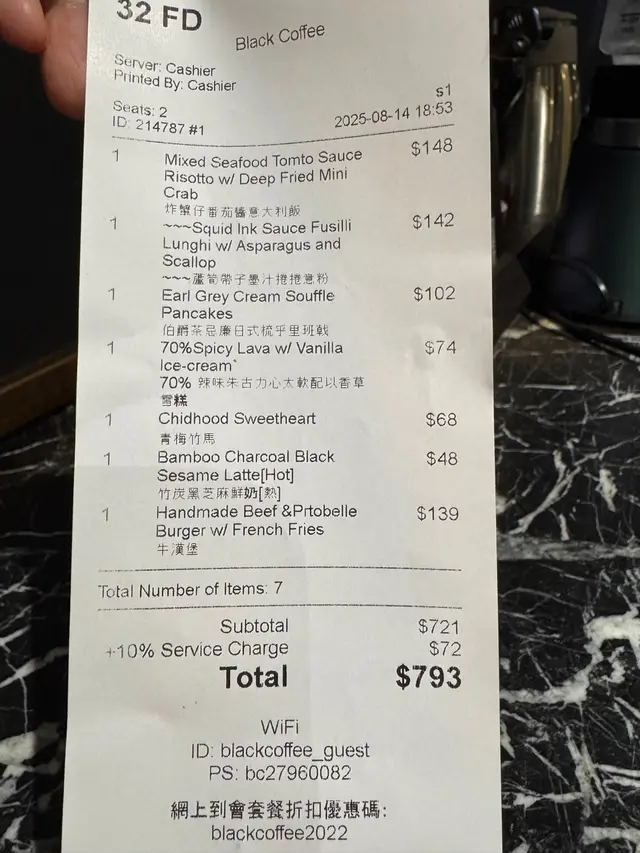 32 FD
Black Coffee
Server: Cashier
Printed By: Cashier
s1
Seats: 2
2025-08-14 18:53
ID: 214787 #1
1 Mixed Seafood Tomto Sauce $148
Risotto w/ Deep Fried Mini
Crab
炸蟹仔番茄醬意大利飯
1 ~~~Squid Ink Sauce Fusilli $142
Lunghi w/ Asparagus and
Scallop
~~~蘆筍帶子墨汁捲捲意粉
1 Earl Grey Cream Souffle $102
Pancakes
伯爵茶忌廉日式梳乎里班戟
1 70%Spicy Lava w/ Vanilla $74
Ice-cream*
70% 辣味朱古力心太軟配以香草
雪糕
1 Chidhood Sweetheart $68
青梅竹馬
1 Bamboo Charcoal Black $48
Sesame Latte[Hot]
竹炭黑芝麻鮮奶[熱]
1 Handmade Beef &Prtobelle $139
Burger w/ French Fries
牛漢堡
Total Number of Items: 7
Subtotal $721
+10% Service Charge $72
Total $793
WiFi
ID: blackcoffee_guest
PS: bc27960082
網上到會套餐折扣優惠碼:
blackcoffee2022